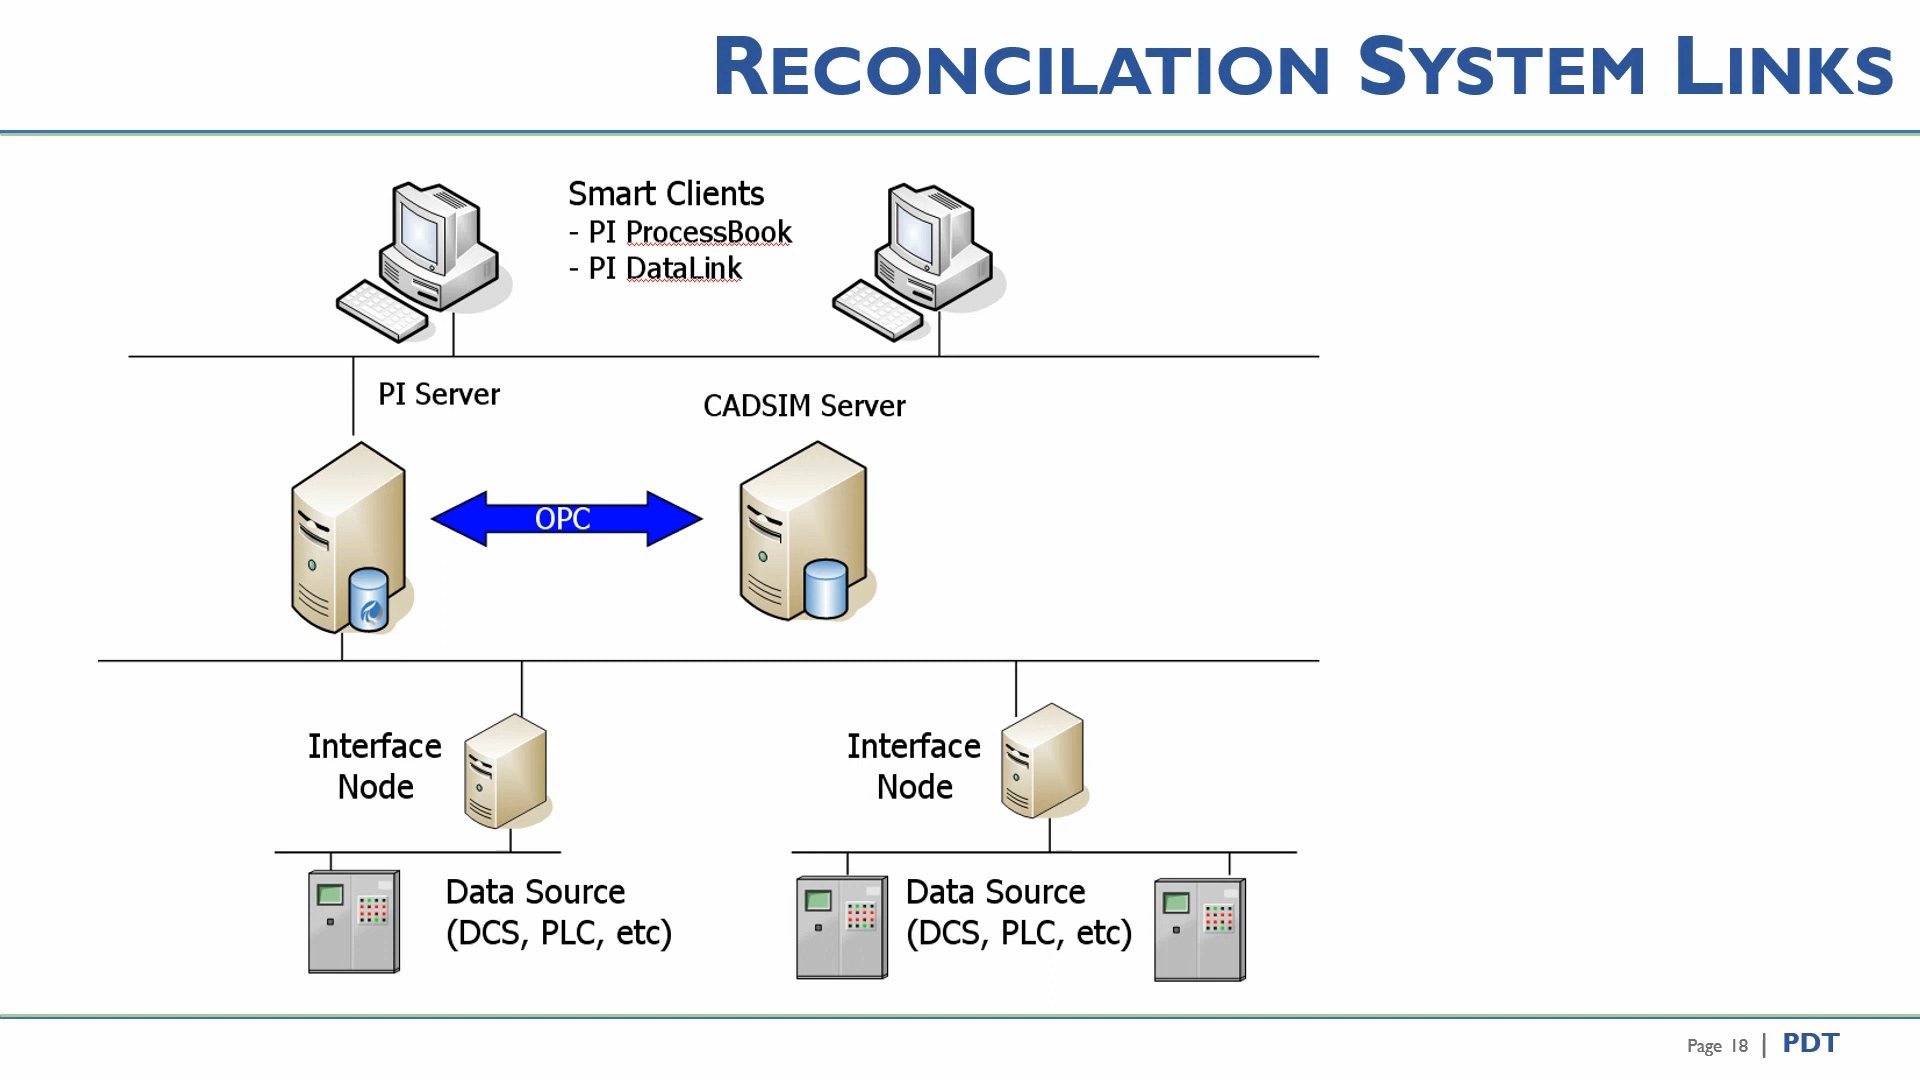 RECONCILATION SYSTEM LINKS
Smart Clients
- PI ProcessBook
- PI DataLink
PI Server
CADSIM Server
OPC
Interface
Node
Interface
Node
Data Source
(DCS, PLC, etc)
Data Source
(DCS, PLC, etc)
Page 18 | PDT